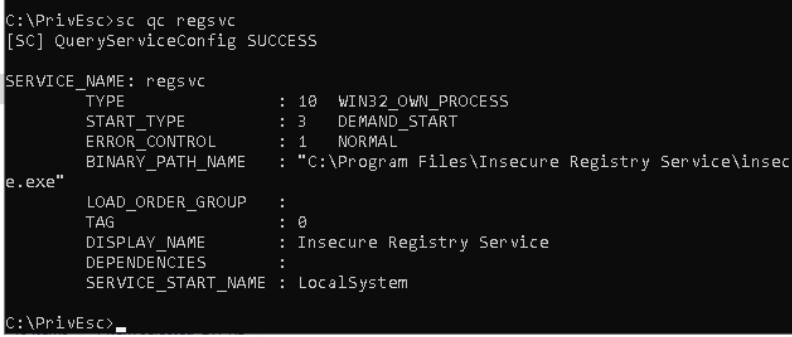 C:\PrivEsc>sc qc regsvc
[SC] QueryServiceConfig SUCCESS
SERVICE_NAME: regsvc
        TYPE               : 10  WIN32_OWN_PROCESS
        START_TYPE         : 3   DEMAND_START
        ERROR_CONTROL      : 1   NORMAL
        BINARY_PATH_NAME   : "C:\Program Files\Insecure Registry Service\insec
e.exe"
        LOAD_ORDER_GROUP   :
        TAG                : 0
        DISPLAY_NAME       : Insecure Registry Service
        DEPENDENCIES       :
        SERVICE_START_NAME : LocalSystem
C:\PrivEsc>